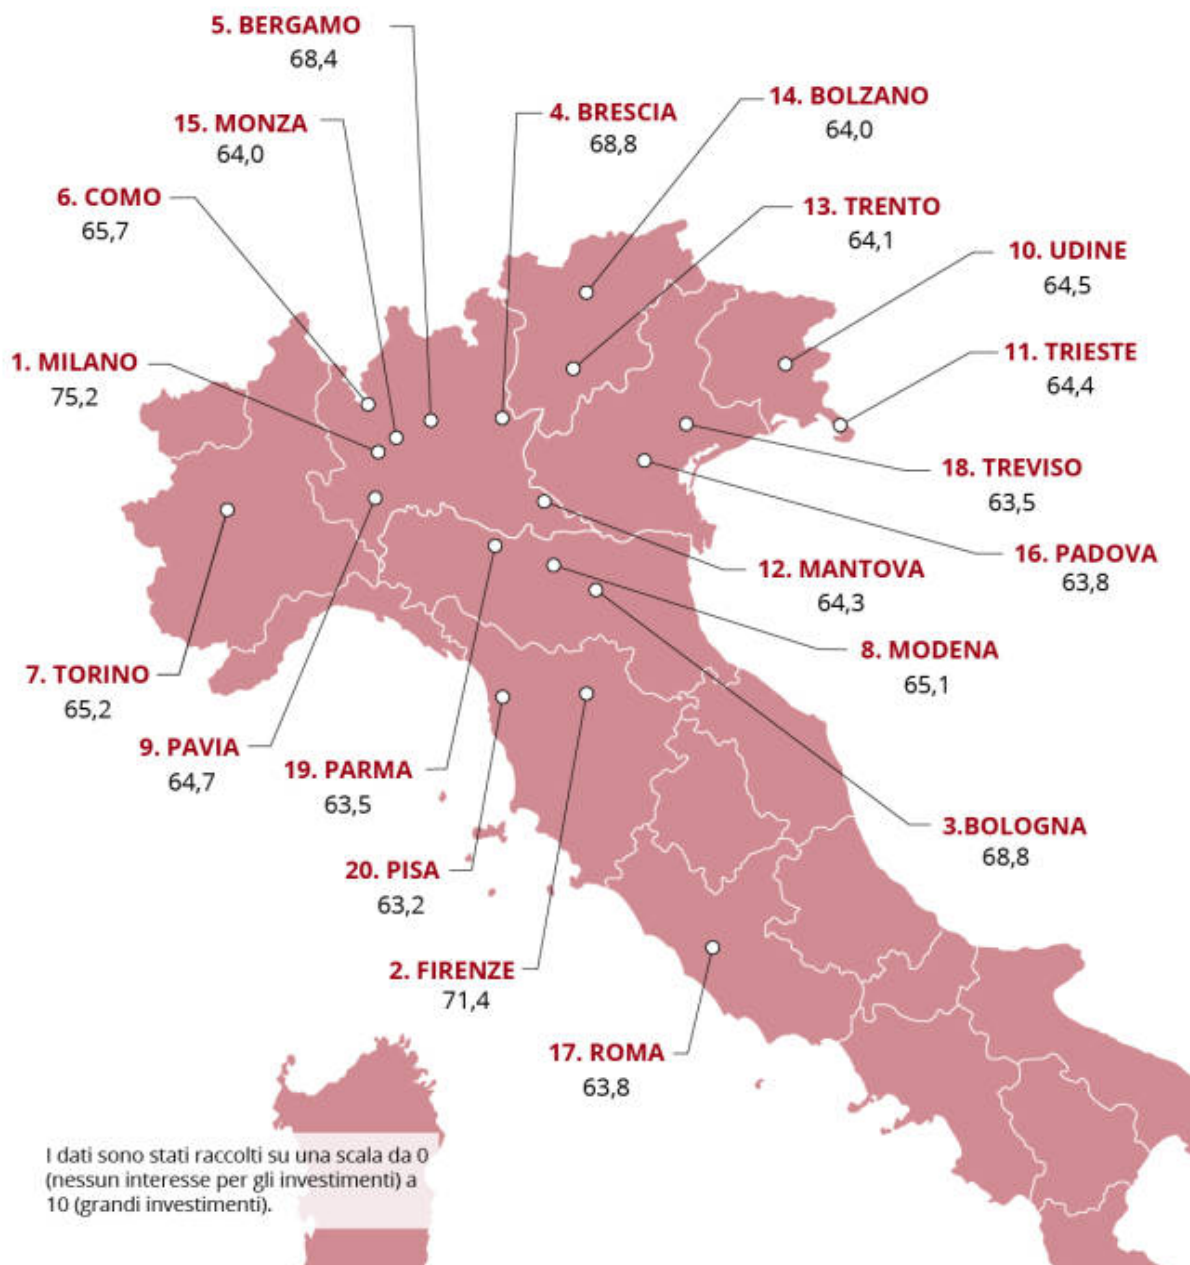 5. BERGAMO
68,4
14. BOLZANO
64,0
4. BRESCIA
68,8
15. MONZA
64,0
6. COMO
65,7
13. TRENTO
64,1
10. UDINE
64,5
1. MILANO
75,2
11. TRIESTE
64,4
18. TREVISO
63,5
16. PADOVA
63,8
12. MANTOVA
64,3
8. MODENA
65,1
7. TORINO
65,2
9. PAVIA
64,7
19. PARMA
63,5
3.BOLOGNA
68,8
20. PISA
63,2
2. FIRENZE
71,4
17. ROMA
63,8
I dati sono stati raccolti su una scala da 0
(nessun interesse per gli investimenti) a
10 (grandi investimenti).